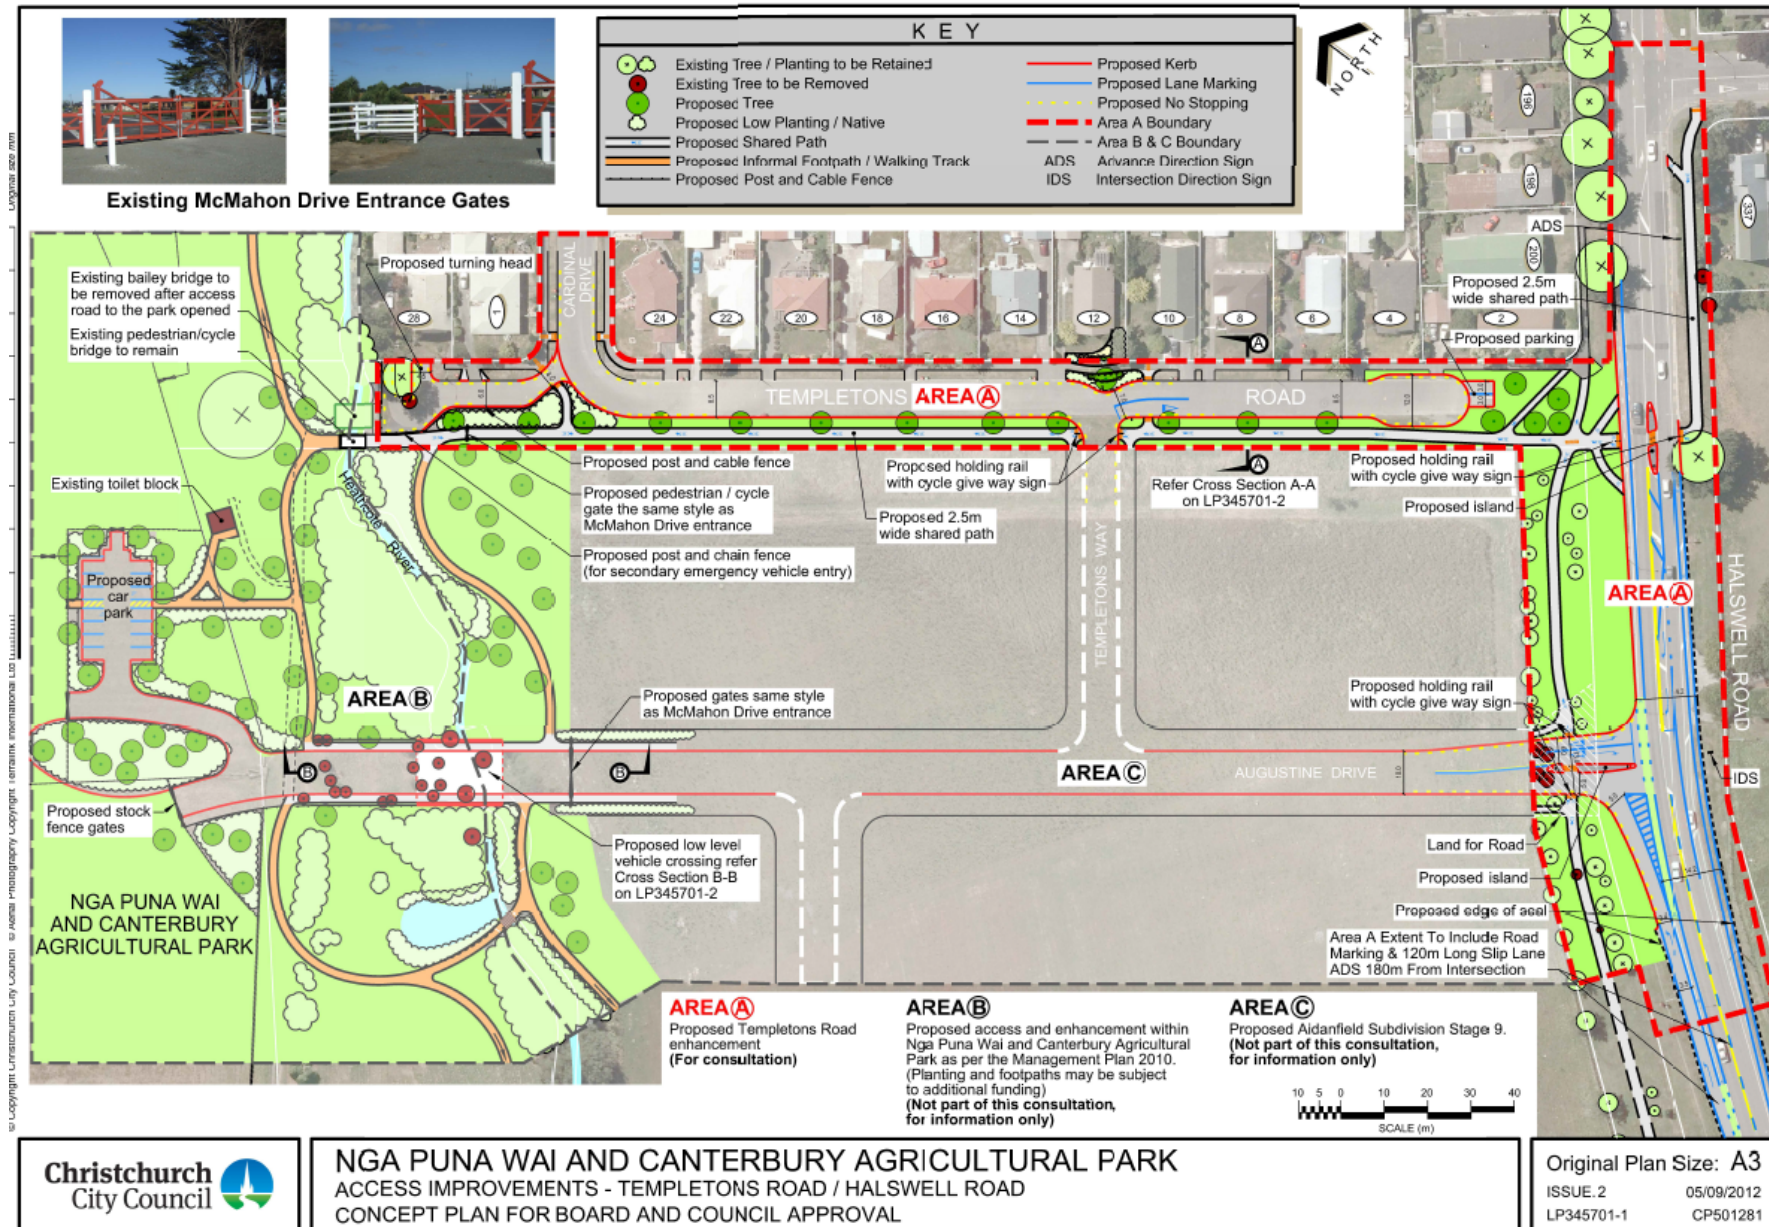 KEY
Existing Tree / Planting to be Retained
Existing Tree to be Removed
Proposed Tree
Proposed Low Planting / Native
Proposed Shared Path
Proposed Informal Footpath / Walking Track
Proposed Post and Cable Fence
Proposed Kerb
Proposed Lane Marking
Proposed No Stopping
Area A Boundary
Area B & C Boundary
ADS Advance Direction Sign
IDS Intersection Direction Sign
NORTH
Existing McMahon Drive Entrance Gates
Existing bailey bridge to
be removed after access
road to the park opened
Existing pedestrian/cycle
bridge to remain
Proposed turning head
28
1
CARDINAL
DRIVE
24
22
20
18
16
14
12
10
8
6
4
2
196
198
200
337
ADS
Proposed 2.5m
wide shared path
Proposed parking
A
TEMPLETONS
AREA A
ROAD
Existing toilet block
Heathcote
River
Proposed post and cable fence
Proposed pedestrian / cycle
gate the same style as
McMahon Drive entrance
Proposed post and chain fence
(for secondary emergency vehicle entry)
Proposed 2.5m
wide shared path
Proposed holding rail
with cycle give way sign
A
Refer Cross Section A-A
on LP345701-2
Proposed holding rail
with cycle give way sign
Proposed island
Proposed
car
park
TEMPLETONS WAY
AREA A
HALSWELL ROAD
AREA B
Proposed gates same style
as McMahon Drive entrance
Proposed holding rail
with cycle give way sign
B
B
AREA C
AUGUSTINE DRIVE
IDS
Proposed stock
fence gates
Proposed low level
vehicle crossing refer
Cross Section B-B
on LP345701-2
Land for Road
Proposed island
Proposed edge of seal
Area A Extent To Include Road
Marking & 120m Long Slip Lane
ADS 180m From Intersection
NGA PUNA WAI
AND CANTERBURY
AGRICULTURAL PARK
AREA A
Proposed Templetons Road
enhancement
(For consultation)
AREA B
Proposed access and enhancement within
Nga Puna Wai and Canterbury Agricultural
Park as per the Management Plan 2010.
(Planting and footpaths may be subject
to additional funding)
(Not part of this consultation,
for information only)
AREA C
Proposed Aidanfield Subdivision Stage 9.
(Not part of this consultation,
for information only)
10 5 0 10 20 30 40
SCALE (m)
Christchurch
City Council
NGA PUNA WAI AND CANTERBURY AGRICULTURAL PARK
ACCESS IMPROVEMENTS - TEMPLETONS ROAD / HALSWELL ROAD
CONCEPT PLAN FOR BOARD AND COUNCIL APPROVAL
Original Plan Size: A3
ISSUE.2 05/09/2012
LP345701-1 CP501281
© Copyright Christchurch City Council © Aerial Photography Copyright Terralink International Ltd